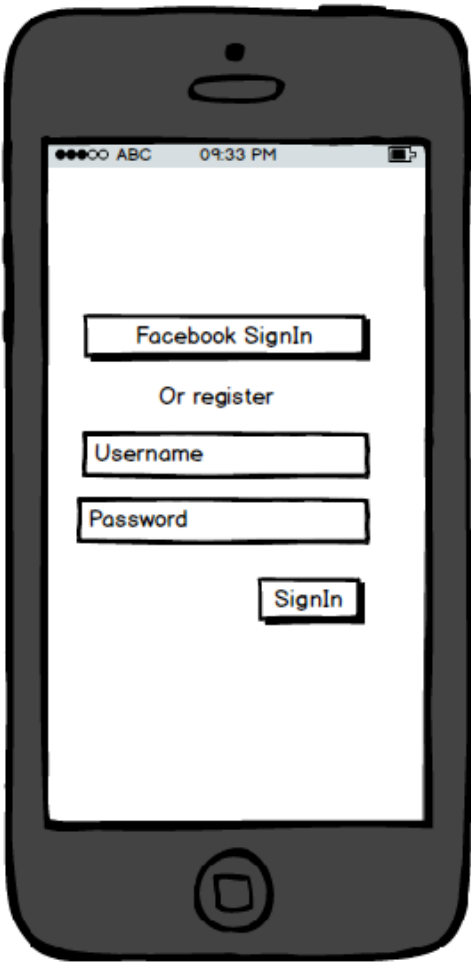 ABC 09:33 PM
Facebook SignIn
Or register
Username
Password
SignIn